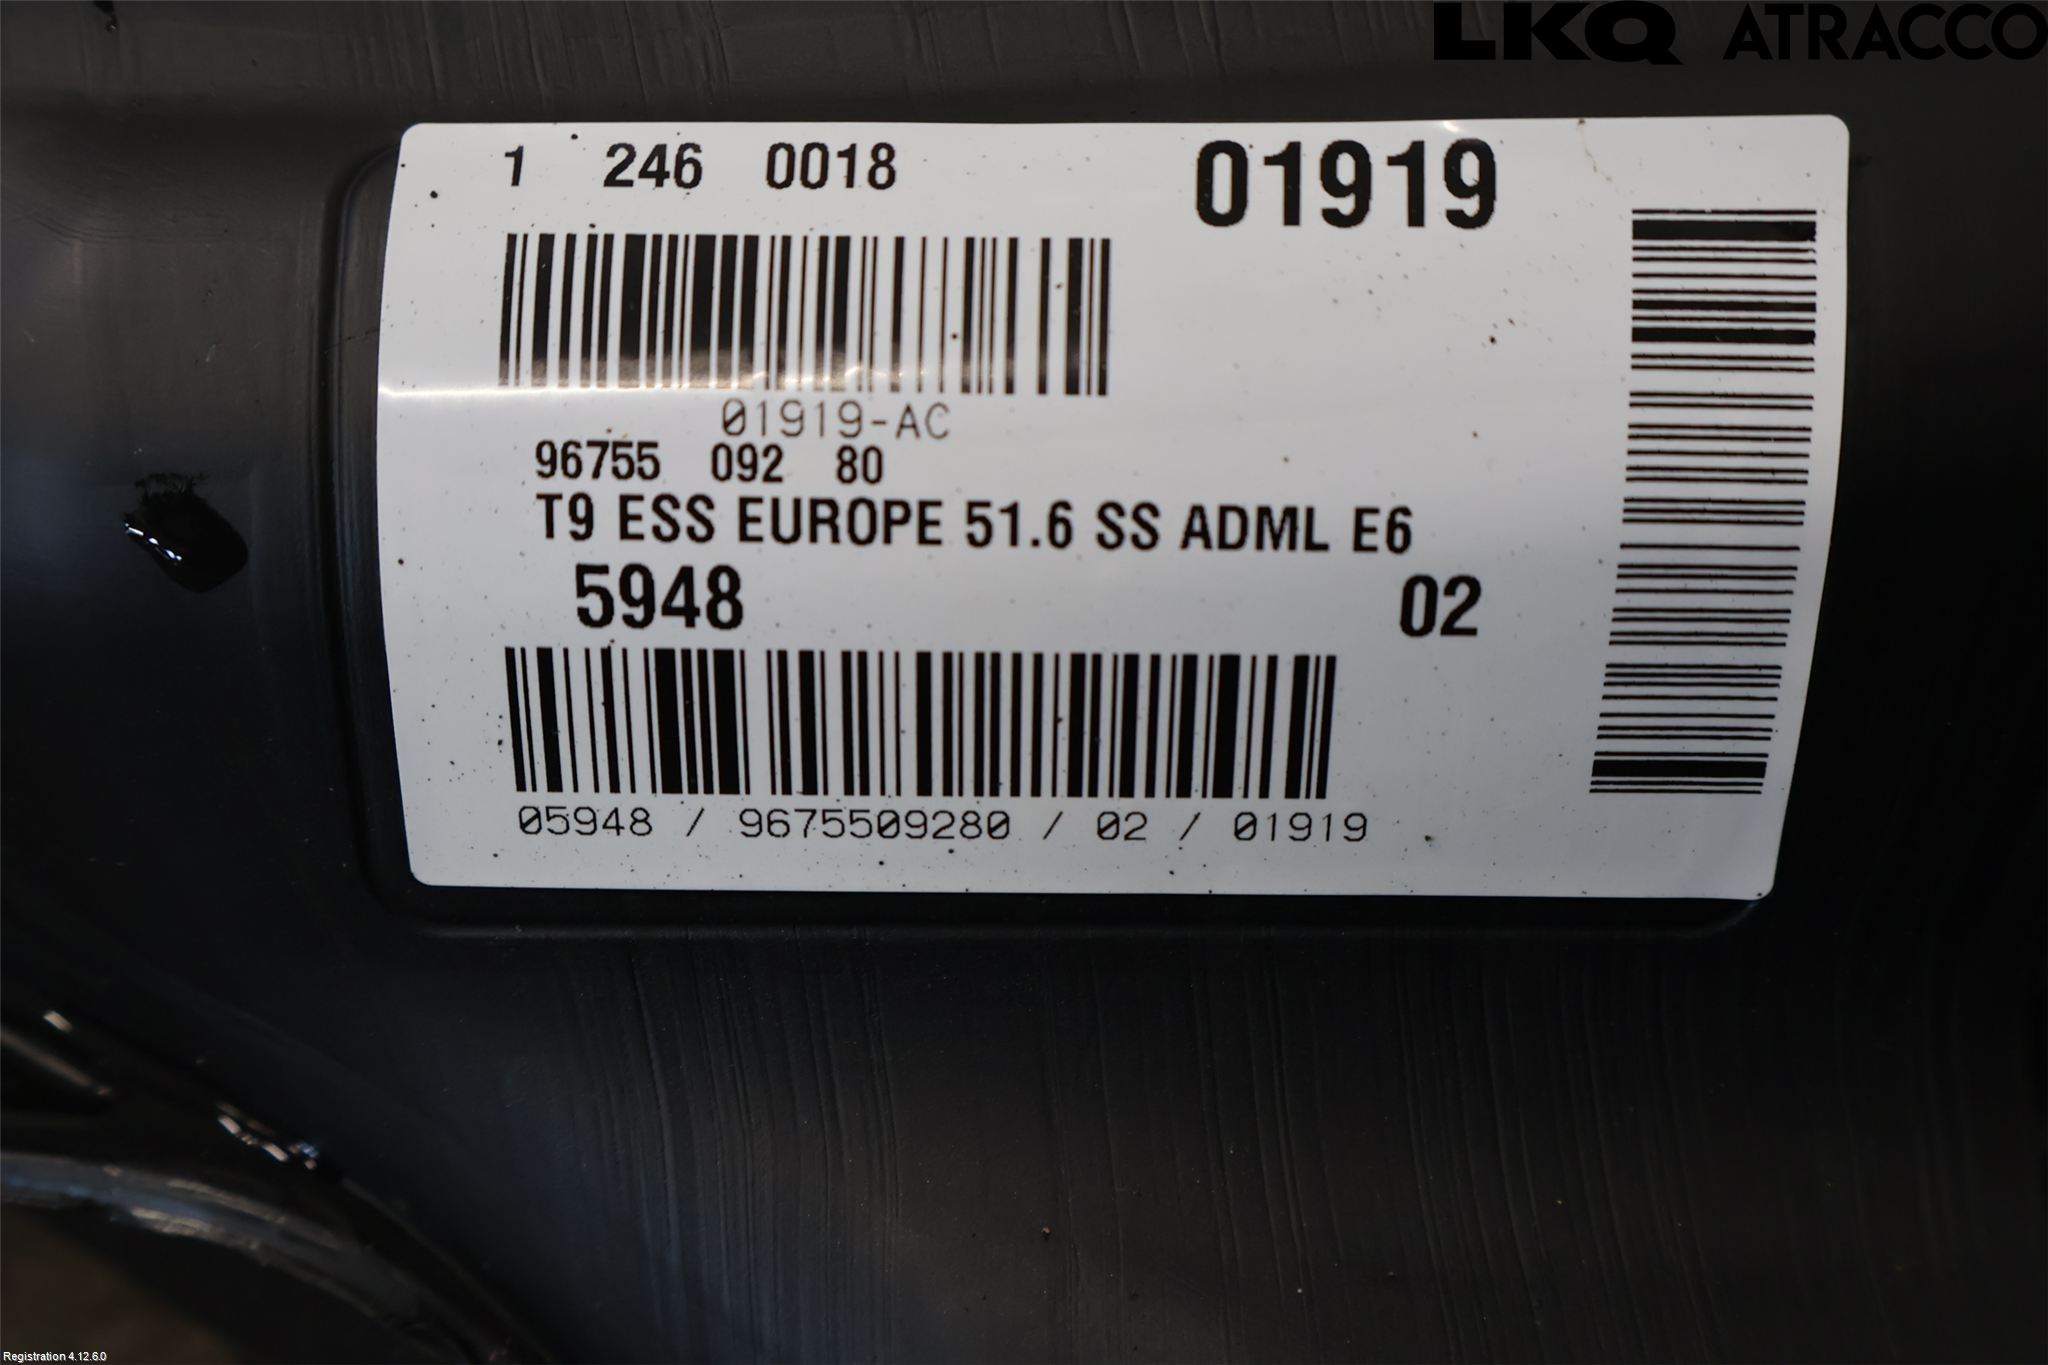 LKQ ATRACCO
1 246 0018 01919
01919-AC
96755 092 80
T9 ESS EUROPE 51.6 SS ADML E6
5948 02
05948 / 9675509280 / 02 / 01919
Registration 4.12.6.0